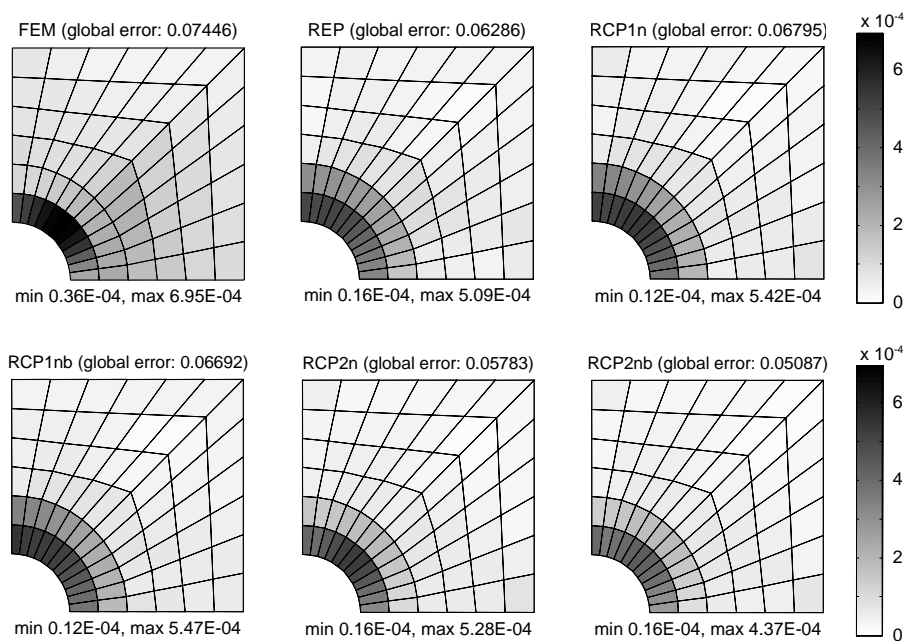 FEM (global error: 0.07446)
REP (global error: 0.06286)
RCP1n (global error: 0.06795)
x 10-4
6
4
2
0
min 0.36E-04, max 6.95E-04
min 0.16E-04, max 5.09E-04
min 0.12E-04, max 5.42E-04
RCP1nb (global error: 0.06692)
RCP2n (global error: 0.05783)
RCP2nb (global error: 0.05087)
x 10-4
6
4
2
0
min 0.12E-04, max 5.47E-04
min 0.16E-04, max 5.28E-04
min 0.16E-04, max 4.37E-04